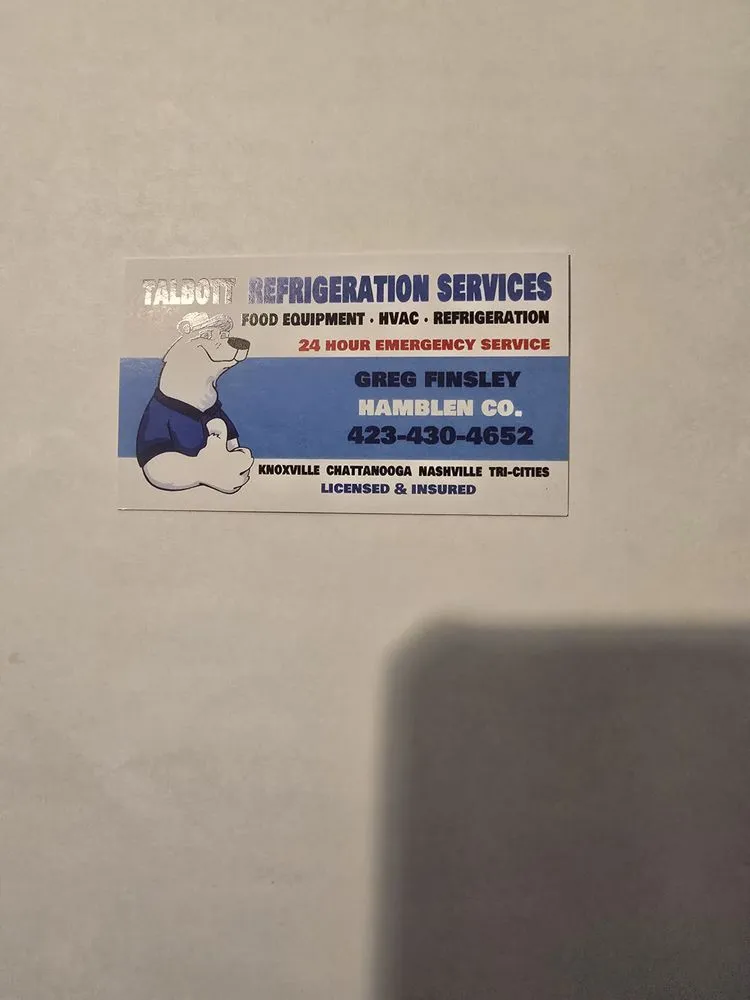 TALBOTT REFRIGERATION SERVICES
FOOD EQUIPMENT · HVAC · REFRIGERATION
24 HOUR EMERGENCY SERVICE
GREG FINSLEY
HAMBLEN CO.
423-430-4652
KNOXVILLE CHATTANOOGA NASHVILLE TRI-CITIES
LICENSED & INSURED